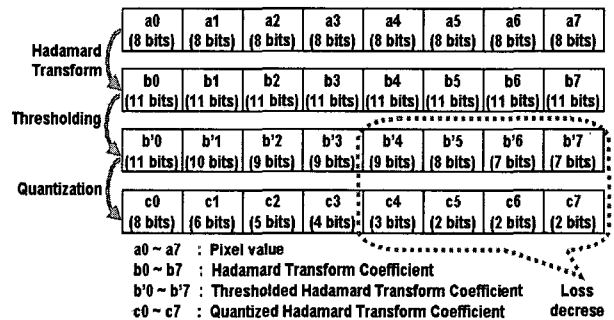 a0 a1 a2 a3 a4 a5 a6 a7
(8 bits) (8 bits) (8 bits) (8 bits) (8 bits) (8 bits) (8 bits) (8 bits)
Hadamard
Transform
b0 b1 b2 b3 b4 b5 b6 b7
(11 bits) (11 bits) (11 bits) (11 bits) (11 bits) (11 bits) (11 bits) (11 bits)
Thresholding
b'0 b'1 b'2 b'3 b'4 b'5 b'6 b'7
(11 bits) (10 bits) (9 bits) (9 bits) (9 bits) (8 bits) (7 bits) (7 bits)
Quantization
c0 c1 c2 c3 c4 c5 c6 c7
(8 bits) (6 bits) (5 bits) (4 bits) (3 bits) (2 bits) (2 bits) (2 bits)
a0 ~ a7 : Pixel value
b0 ~ b7 : Hadamard Transform Coefficient
b'0 ~ b'7 : Thresholded Hadamard Transform Coefficient
c0 ~ c7 : Quantized Hadamard Transform Coefficient
Loss
decrese